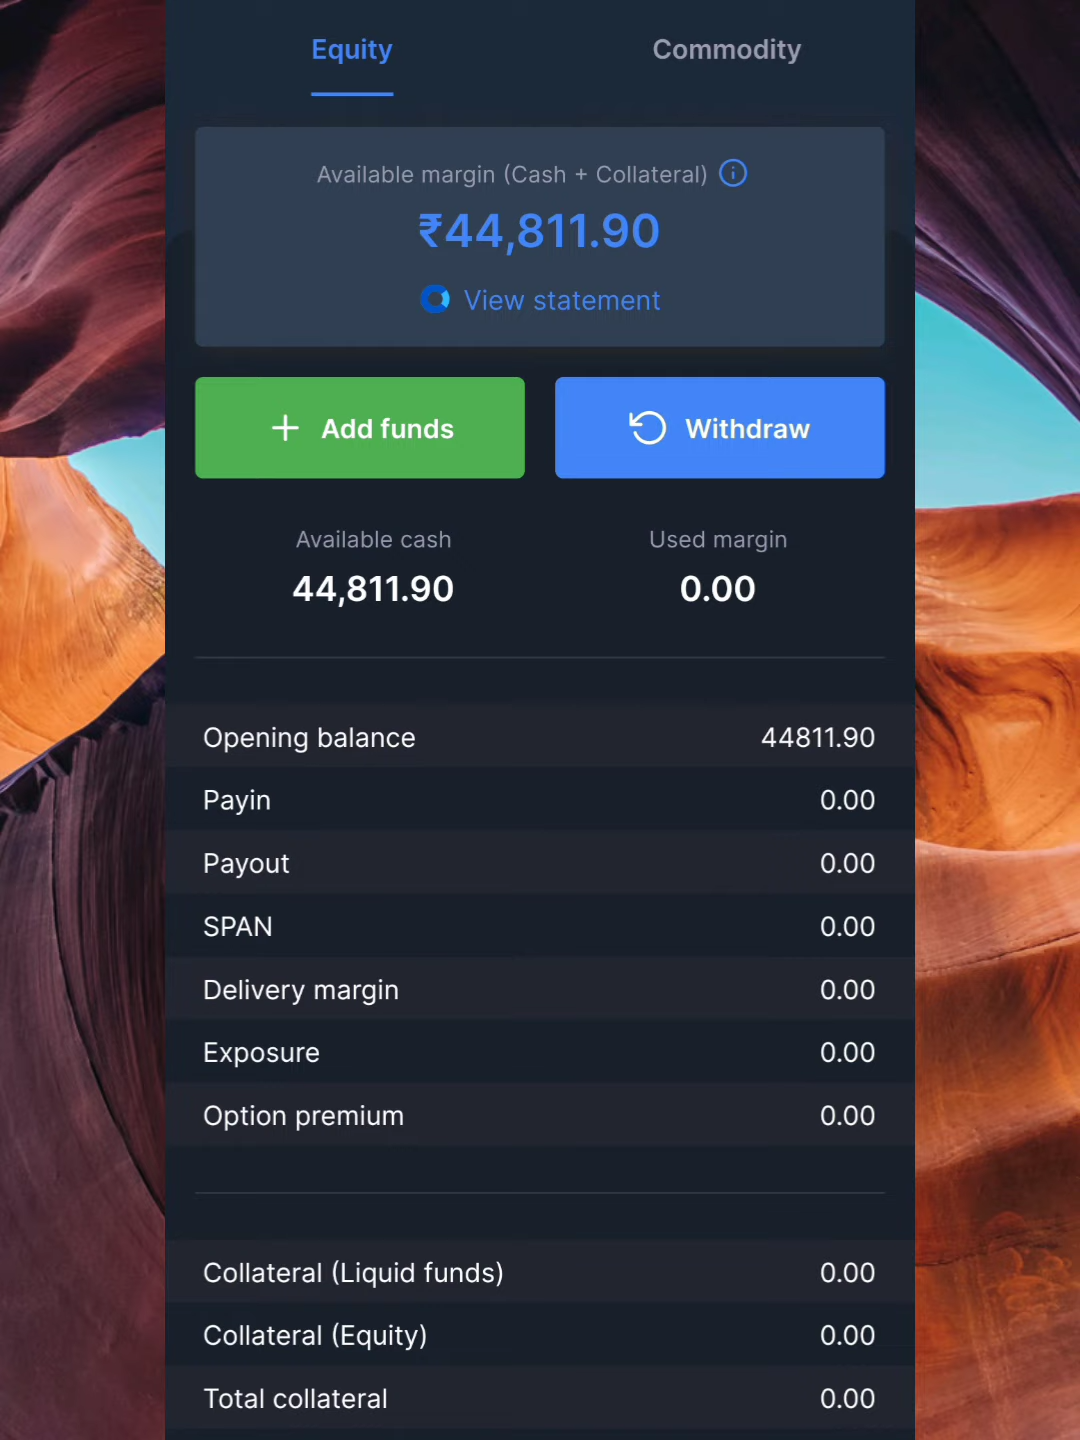 Equity Commodity
Available margin (Cash + Collateral)
₹44,811.90
View statement
Add funds Withdraw
Available cash Used margin
44,811.90 0.00
Opening balance 44811.90
Payin 0.00
Payout 0.00
SPAN 0.00
Delivery margin 0.00
Exposure 0.00
Option premium 0.00
Collateral (Liquid funds) 0.00
Collateral (Equity) 0.00
Total collateral 0.00